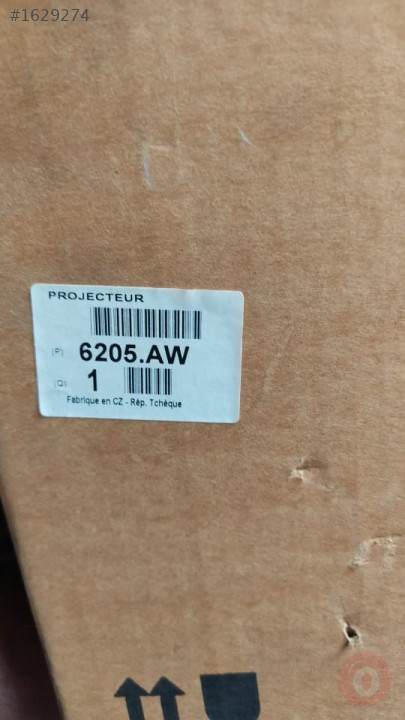 #1629274
PROJECTEUR
(P) 6205.AW
(Q) 1
Fabrique en CZ - Rép. Tchèque